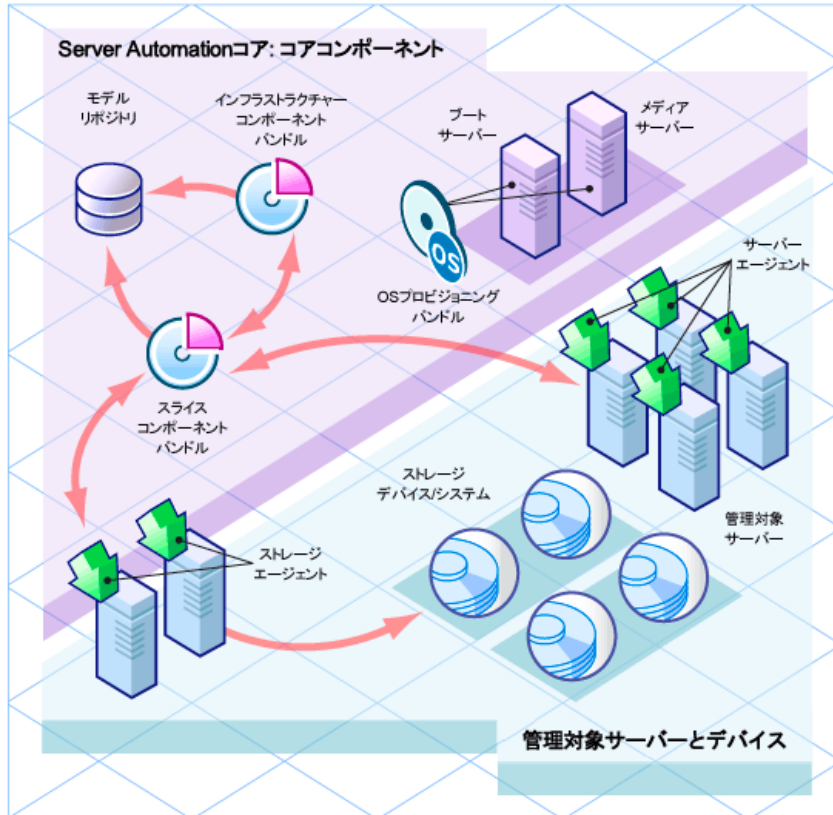 Server Automationコア: コアコンポーネント
モデル
リポジトリ
インフラストラクチャー
コンポーネント
バンドル
ブート
サーバー
メディア
サーバー
OS
OSプロビジョニング
バンドル
サーバー
エージェント
スライス
コンポーネント
バンドル
ストレージ
デバイス/システム
管理対象
サーバー
ストレージ
エージェント
管理対象サーバーとデバイス